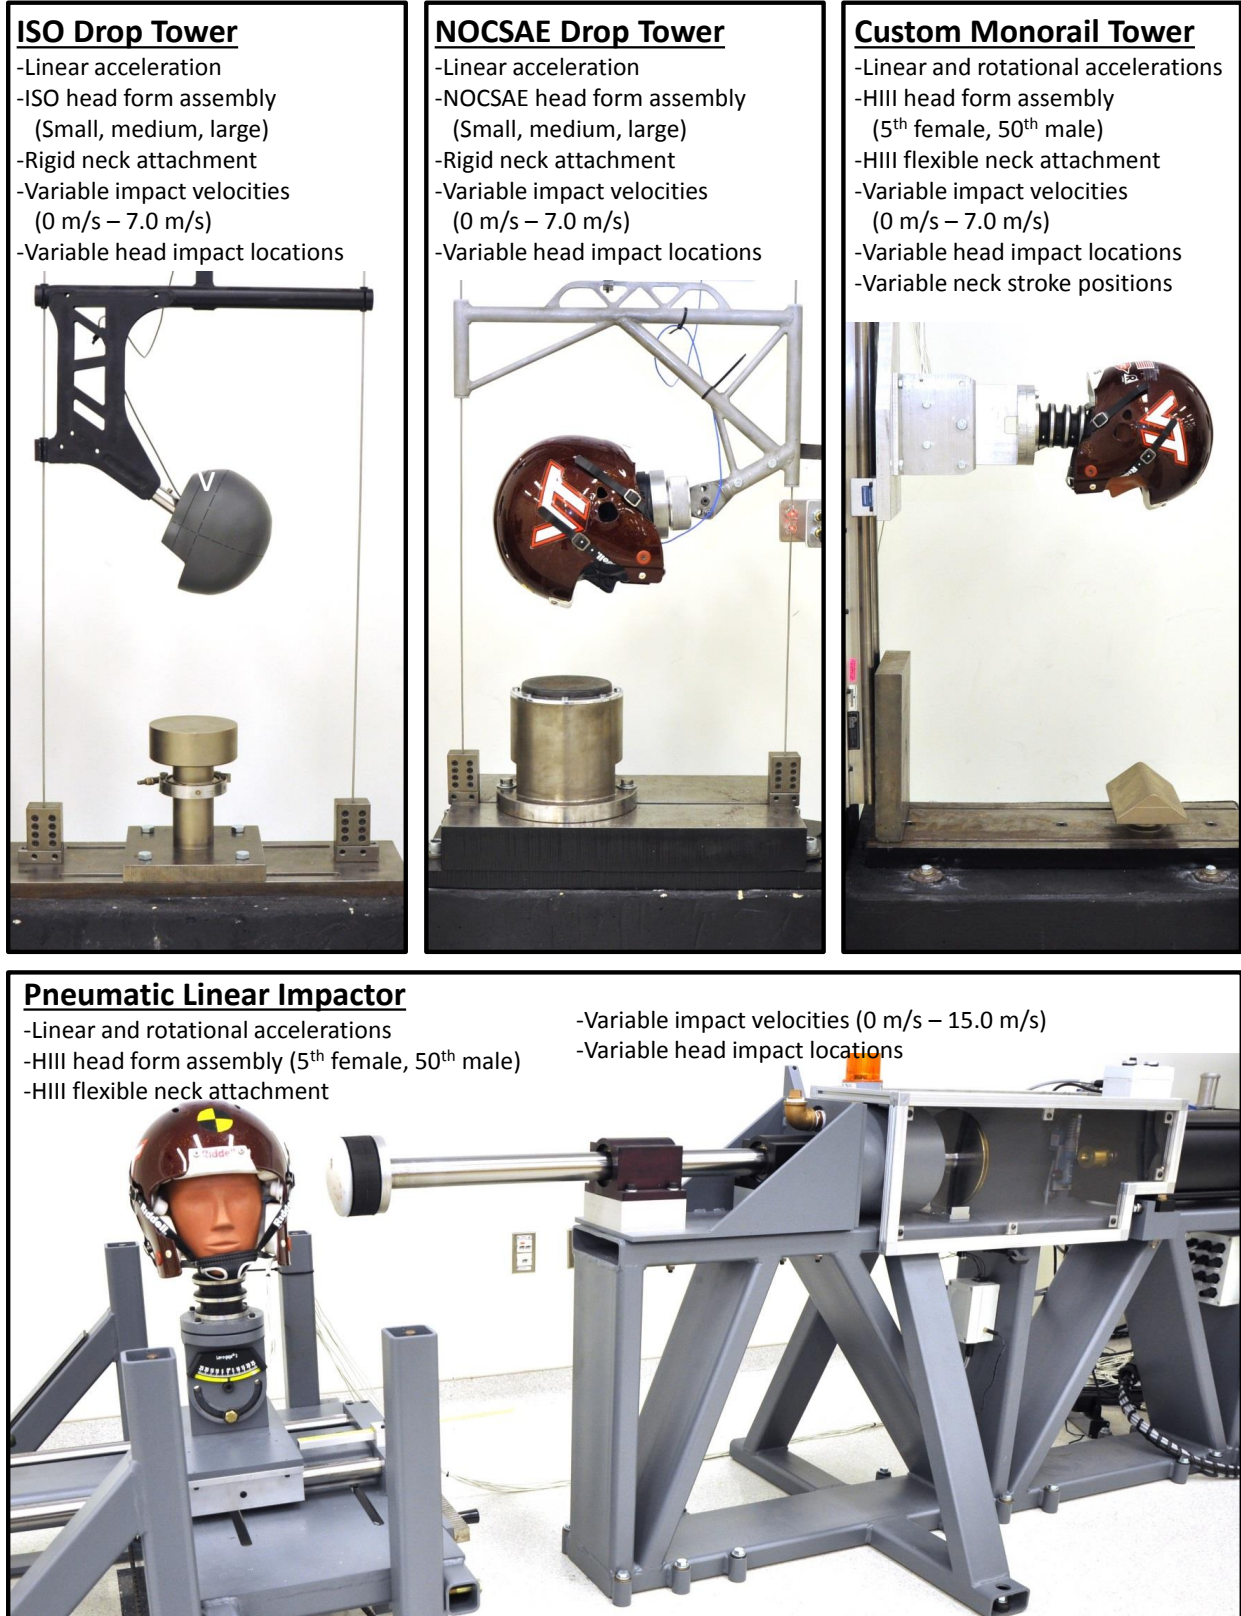 ISO Drop Tower
-Linear acceleration
-ISO head form assembly
(Small, medium, large)
-Rigid neck attachment
-Variable impact velocities
(0 m/s – 7.0 m/s)
-Variable head impact locations
NOCSAE Drop Tower
-Linear acceleration
-NOCSAE head form assembly
(Small, medium, large)
-Rigid neck attachment
-Variable impact velocities
(0 m/s – 7.0 m/s)
-Variable head impact locations
VT
Custom Monorail Tower
-Linear and rotational accelerations
-HIII head form assembly
(5th female, 50th male)
-HIII flexible neck attachment
-Variable impact velocities
(0 m/s – 7.0 m/s)
-Variable head impact locations
-Variable neck stroke positions
VT
Pneumatic Linear Impactor
-Linear and rotational accelerations
-HIII head form assembly (5th female, 50th male)
-HIII flexible neck attachment
-Variable impact velocities (0 m/s – 15.0 m/s)
-Variable head impact locations
Riddell
Riddell
Riddell